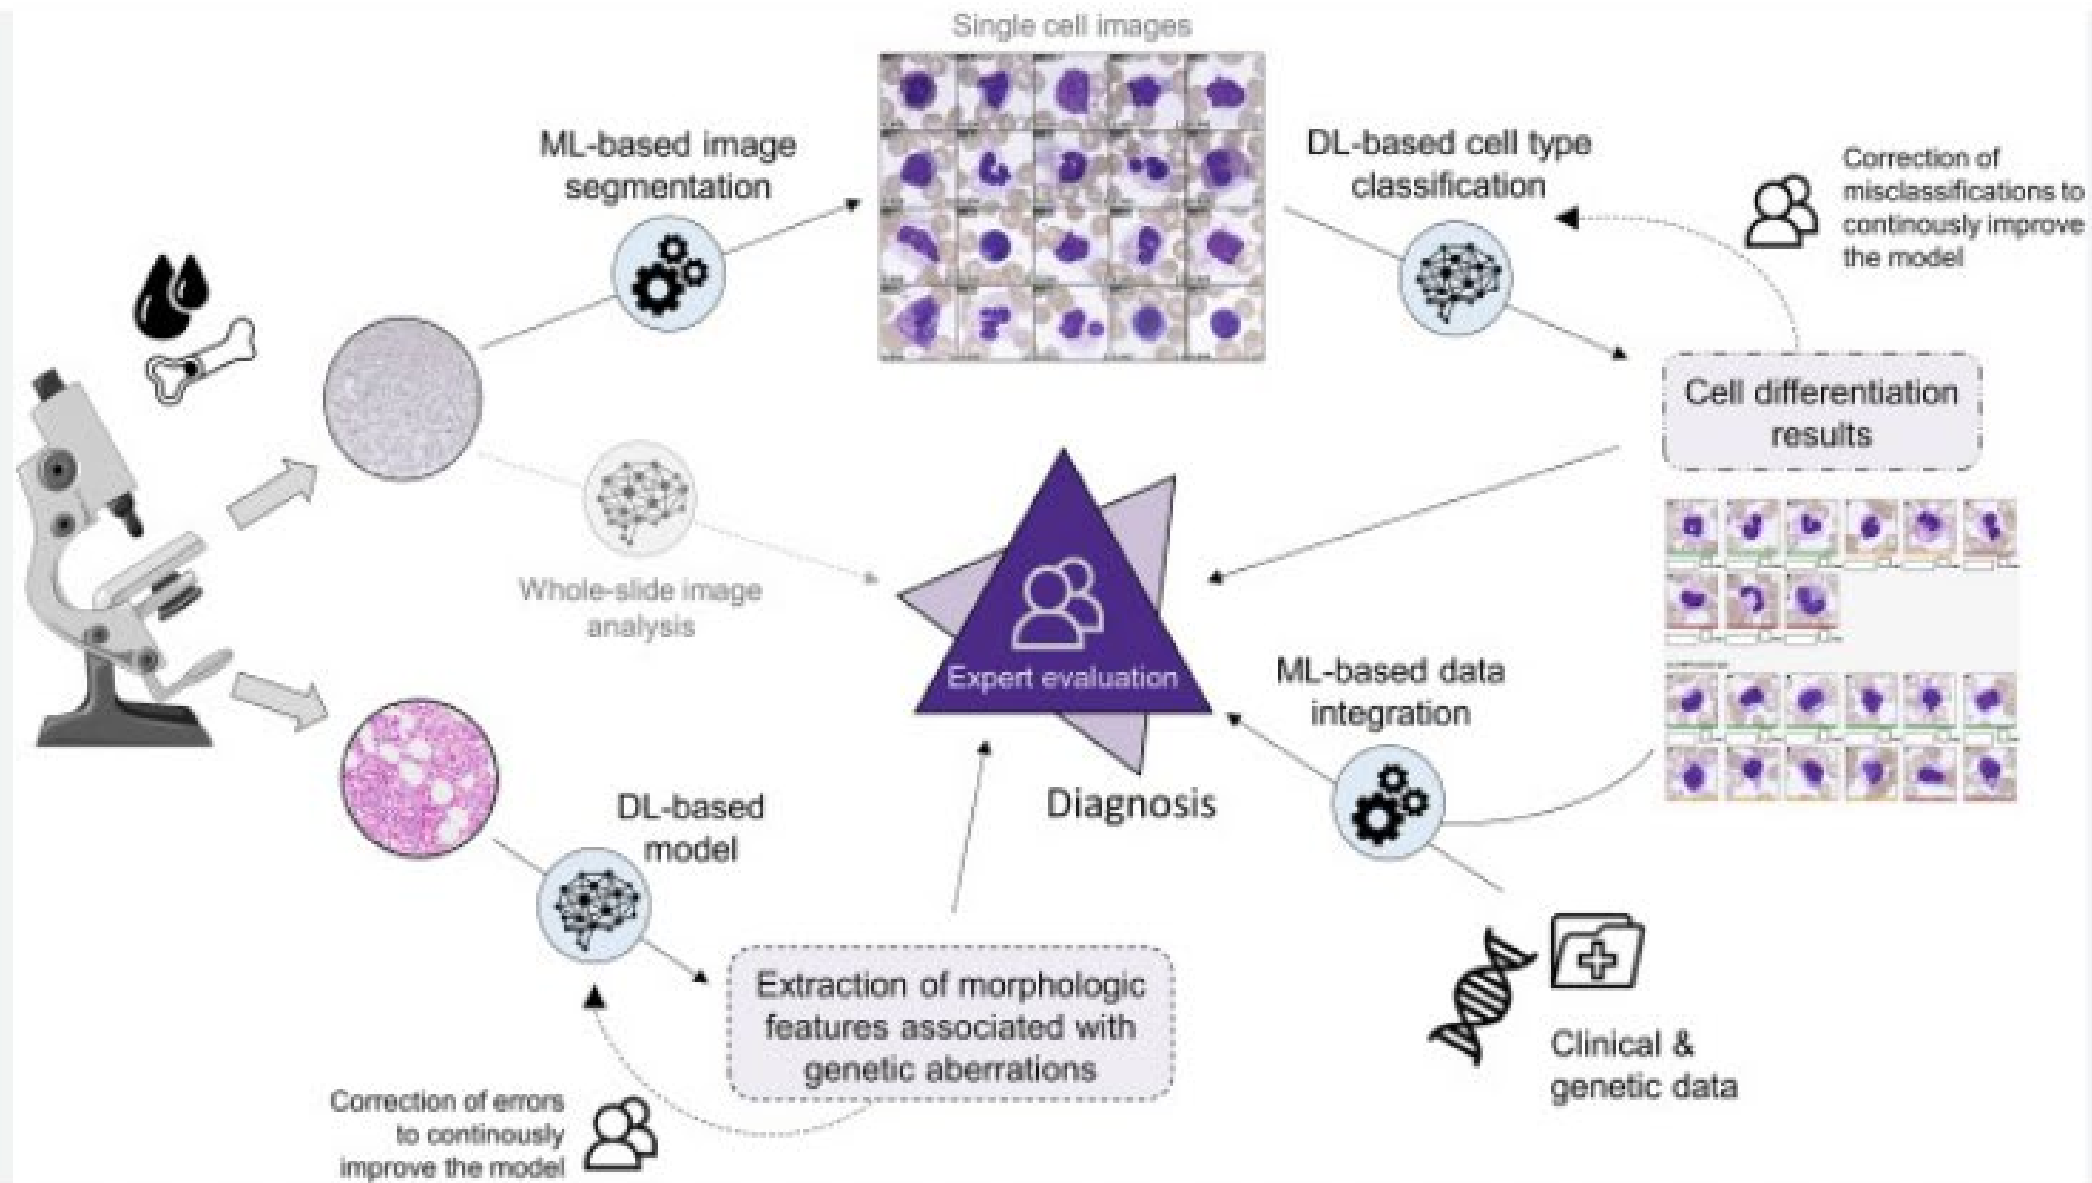 Single cell images
ML-based image
segmentation
DL-based cell type
classification
Correction of
misclassifications to
continously improve
the model
Cell differentiation
results
Whole-slide image
analysis
Expert evaluation
Diagnosis
ML-based data
integration
DL-based
model
Extraction of morphologic
features associated with
genetic aberrations
Clinical &
genetic data
Correction of errors
to continously
improve the model